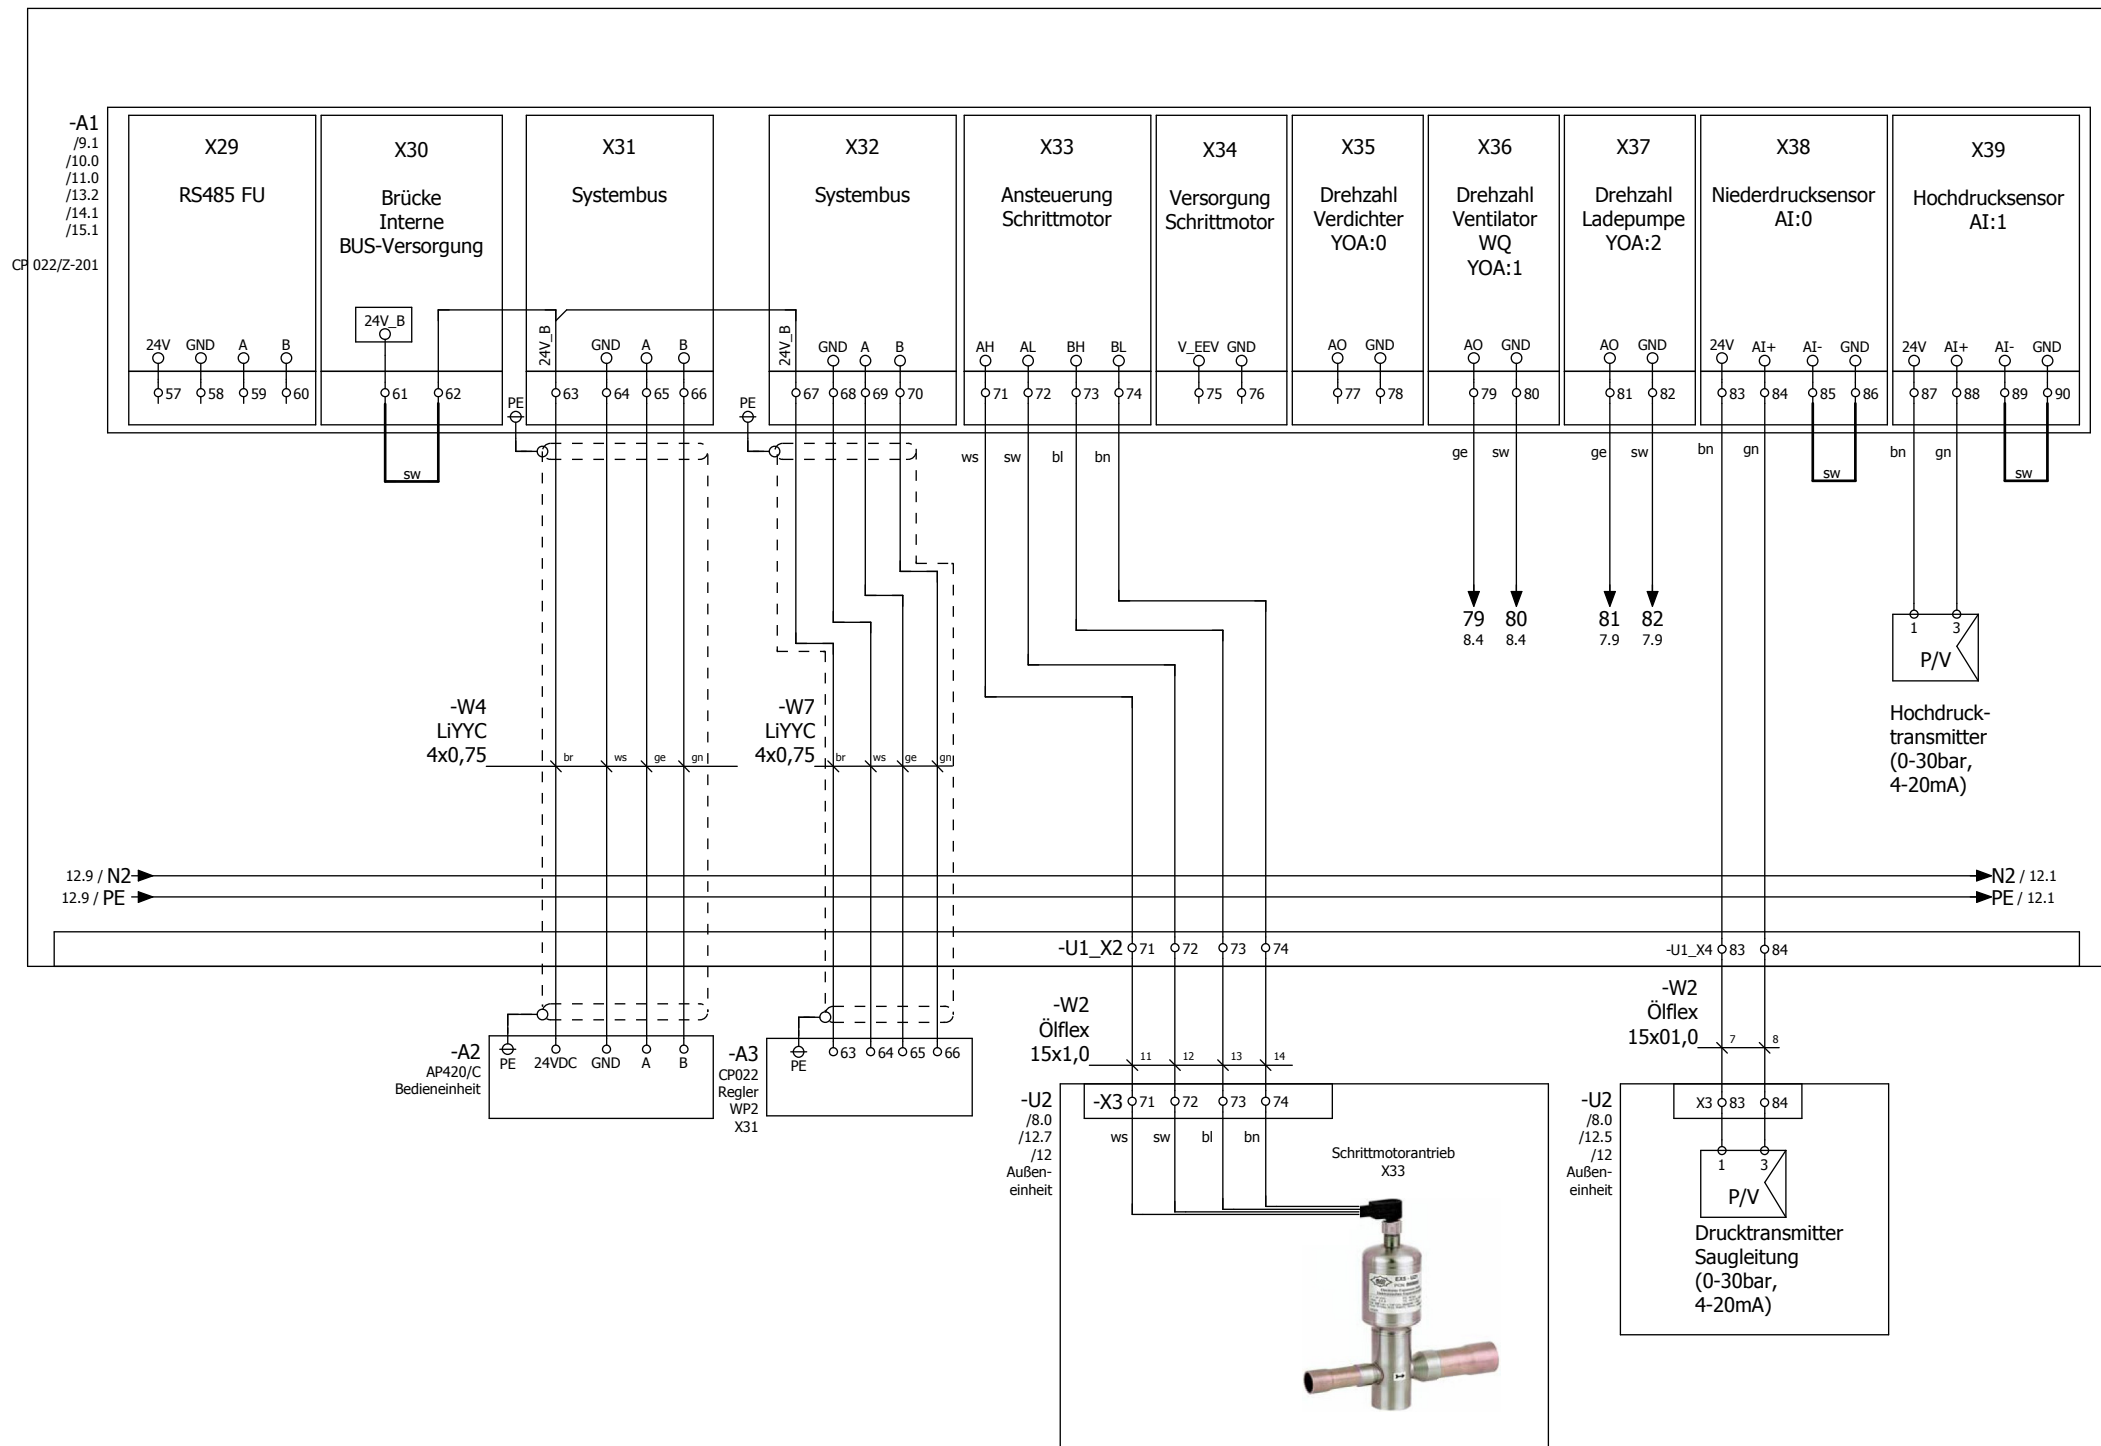 -A1
/9.1
/10.0
/11.0
/13.2
/14.1
/15.1
CP 022/Z-201
X29
RS485 FU
24V GND A B
57 58 59 60
X30
Brücke
Interne
BUS-Versorgung
24V_B
61 62
sw
X31
Systembus
24V_B GND A B
PE 63 64 65 66
X32
Systembus
24V_B GND A B
PE 67 68 69 70
X33
Ansteuerung
Schrittmotor
AH AL BH BL
71 72 73 74
ws sw bl bn
X34
Versorgung
Schrittmotor
V_EEV GND
75 76
X35
Drehzahl
Verdichter
YOA:0
AO GND
77 78
X36
Drehzahl
Ventilator
WQ
YOA:1
AO GND
79 80
ge sw
79 80
8.4 8.4
X37
Drehzahl
Ladepumpe
YOA:2
AO GND
81 82
ge sw
81 82
7.9 7.9
X38
Niederdrucksensor
AI:0
24V AI+ AI- GND
83 84 85 86
bn gn sw
X39
Hochdrucksensor
AI:1
24V AI+ AI- GND
87 88 89 90
bn gn sw
1 3
P/V
Hochdruck-
transmitter
(0-30bar,
4-20mA)
-W4
LiYYC
4x0,75
br ws ge gn
-W7
LiYYC
4x0,75
br ws ge gn
12.9 / N2
N2 / 12.1
12.9 / PE
PE / 12.1
-U1_X2 71 72 73 74
-U1_X4 83 84
-A2
AP420/C
Bedieneinheit
PE 24VDC GND A B
-A3
CP022
Regler
WP2
X31
PE 63 64 65 66
-W2
Ölflex
15x1,0
11 12 13 14
-U2
/8.0
/12.7
/12
Außen-
einheit
-X3 71 72 73 74
ws sw bl bn
Schrittmotorantrieb
X33
-W2
Ölflex
15x01,0
7 8
-U2
/8.0
/12.5
/12
Außen-
einheit
X3 83 84
1 3
P/V
Drucktransmitter
Saugleitung
(0-30bar,
4-20mA)